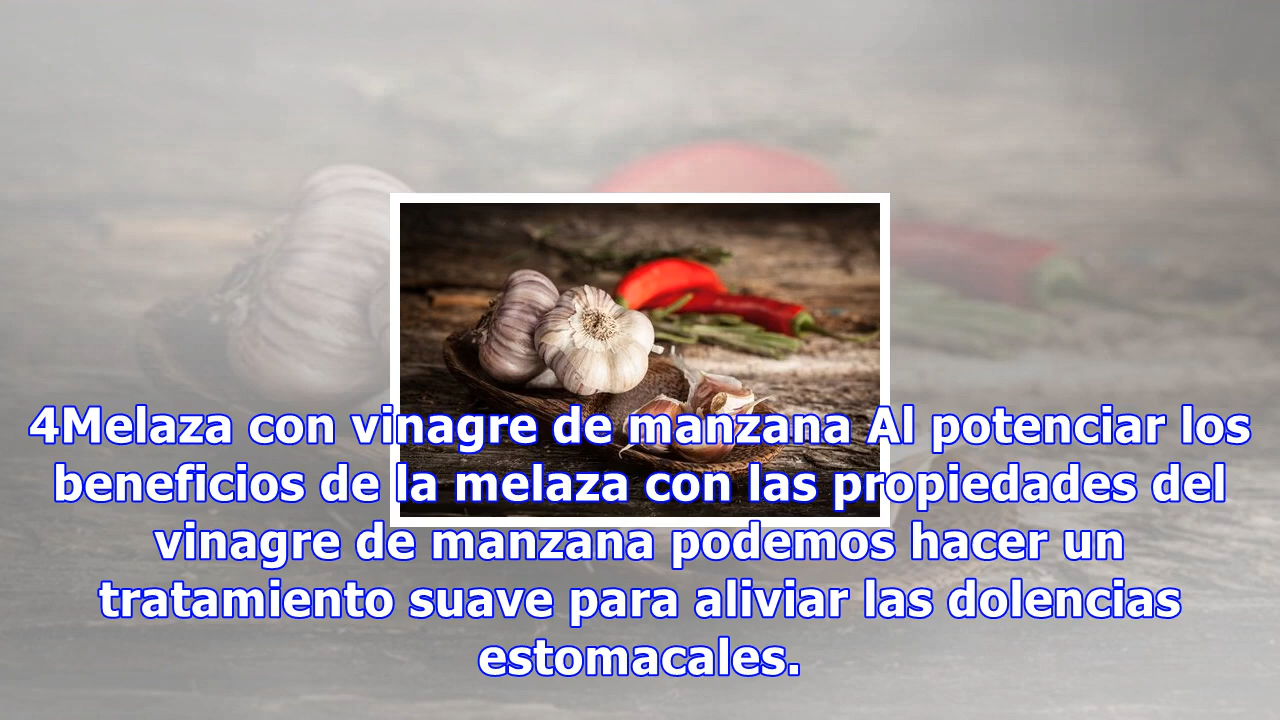 4Melaza con vinagre de manzana Al potenciar los
beneficios de la melaza con las propiedades del
vinagre de manzana podemos hacer un
tratamiento suave para aliviar las dolencias
estomacales.